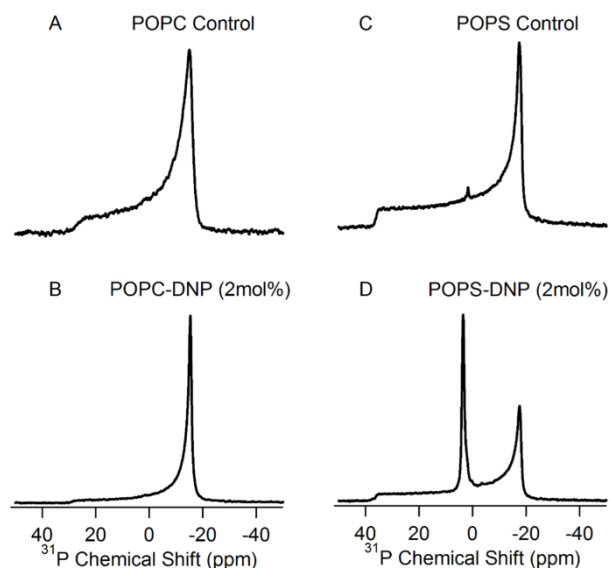 A POPC Control
C POPS Control
B POPC-DNP (2mol%)
D POPS-DNP (2mol%)
40 20 0 -20 -40
40 20 0 -20 -40
³¹P Chemical Shift (ppm)
³¹P Chemical Shift (ppm)